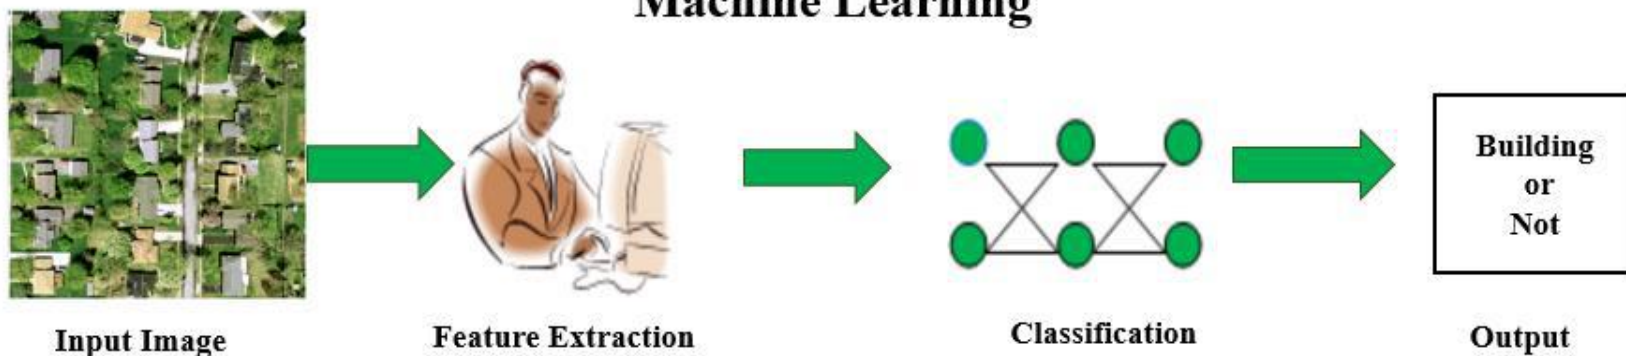 Machine Learning
Building
or
Not
Input Image
Feature Extraction
Classification
Output